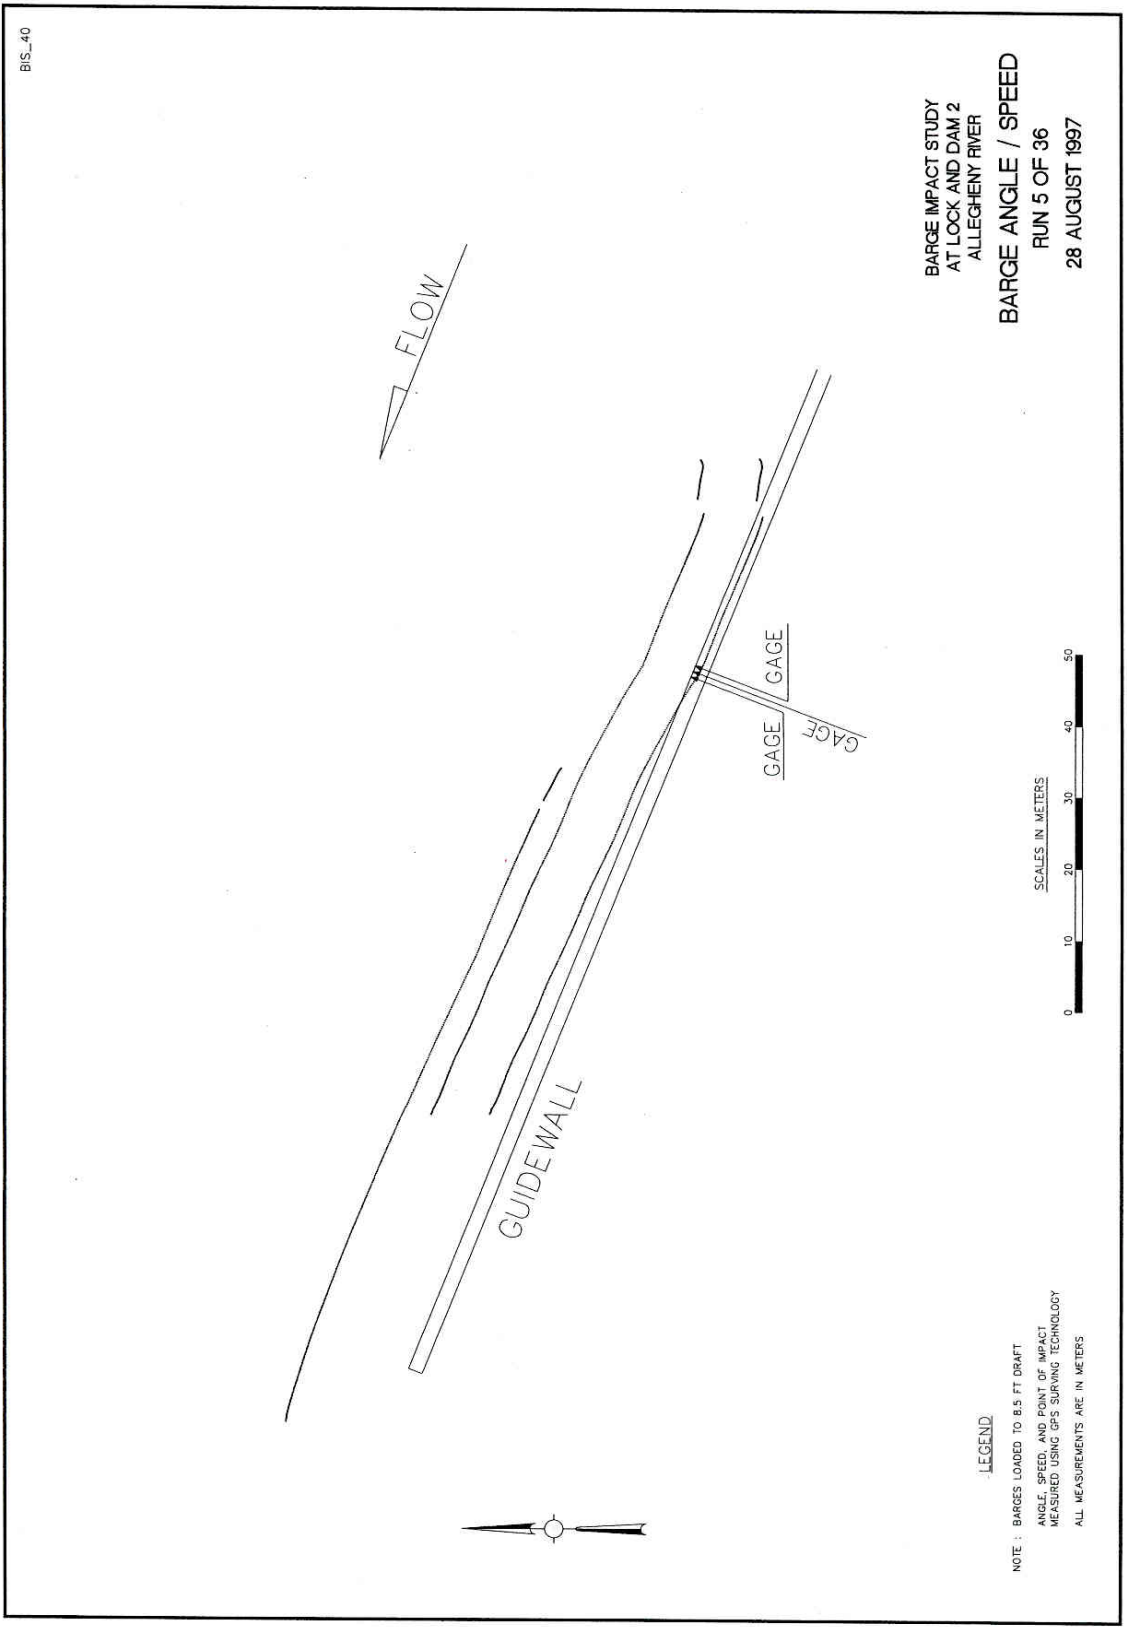 BIS_40
FLOW
GUIDEWALL
GAGE
GAGE
GAGE
LEGEND
NOTE : BARGES LOADED TO 8.5 FT DRAFT
ANGLE, SPEED, AND POINT OF IMPACT
MEASURED USING GPS SURVING TECHNOLOGY
ALL MEASUREMENTS ARE IN METERS
SCALES IN METERS
0 10 20 30 40 50
BARGE IMPACT STUDY
AT LOCK AND DAM 2
ALLEGHENY RIVER
BARGE ANGLE / SPEED
RUN 5 OF 36
28 AUGUST 1997